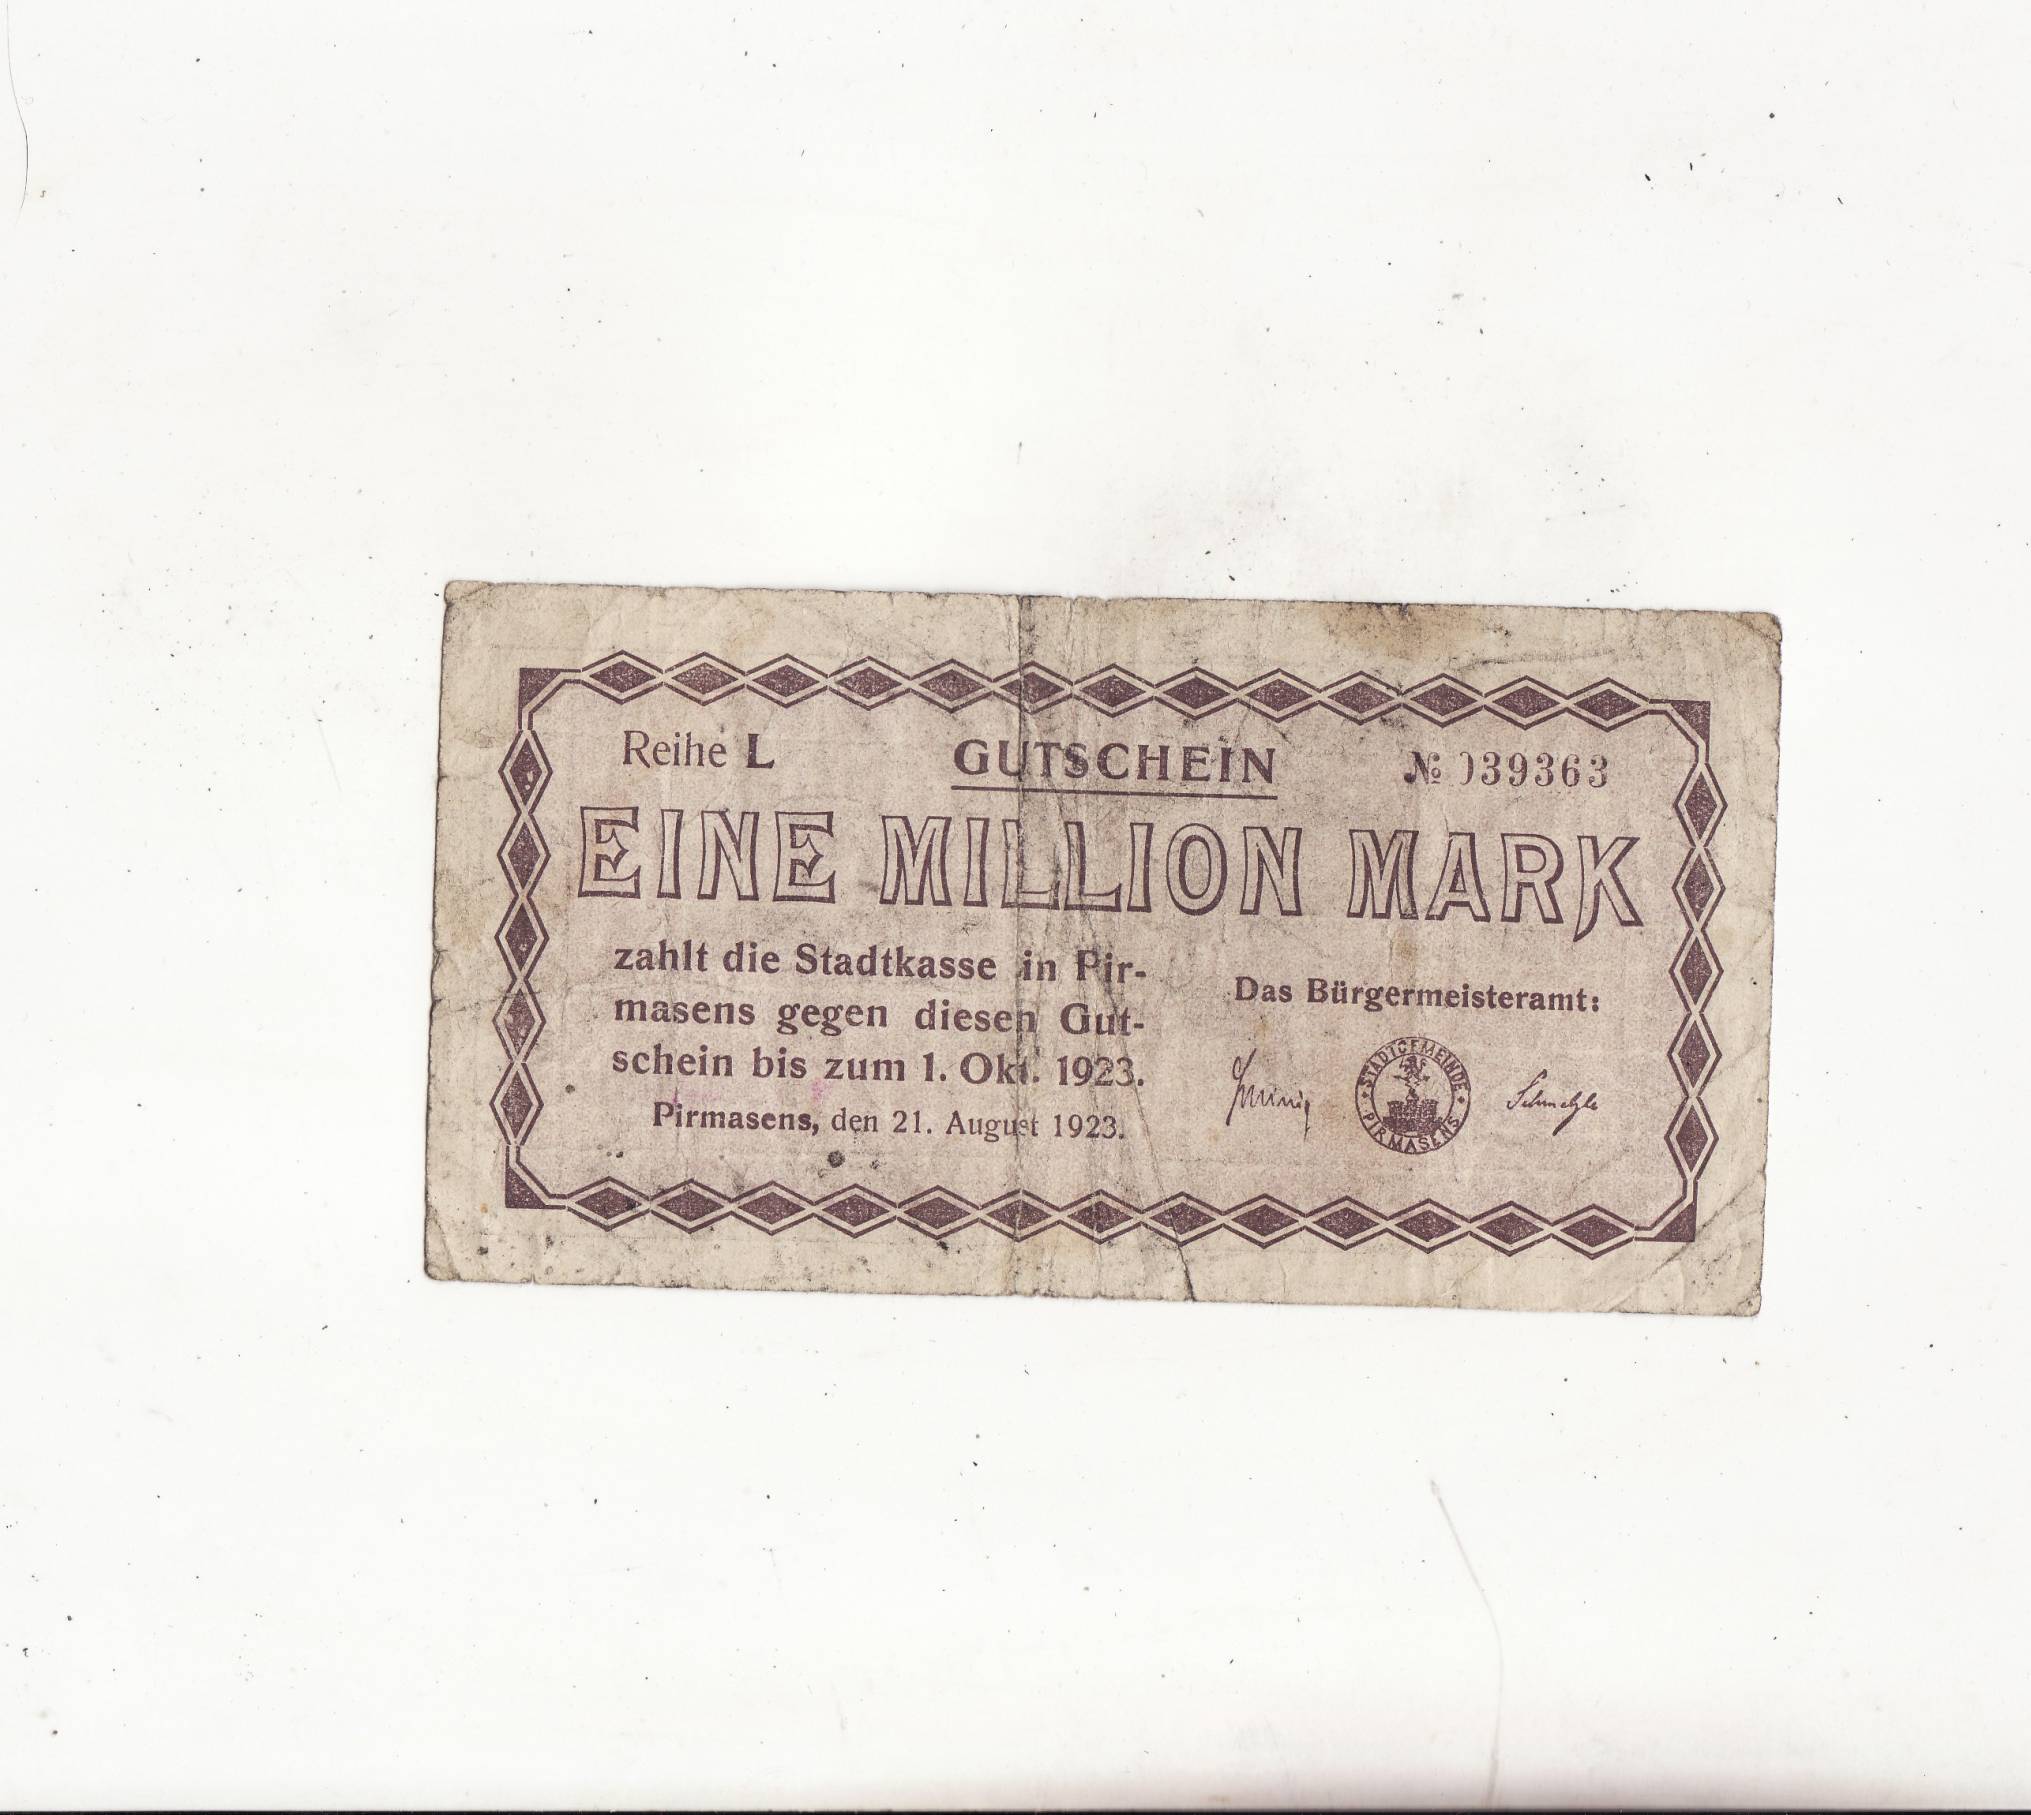 Reihe L GUTSCHEIN № 039363
EINE MILLION MARK
zahlt die Stadtkasse in Pir-
masens gegen diesen Gut-
schein bis zum 1. Okt. 1923.
Pirmasens, den 21. August 1923.
Das Bürgermeisteramt:
STADTGEMEINDE
PIRMASENS